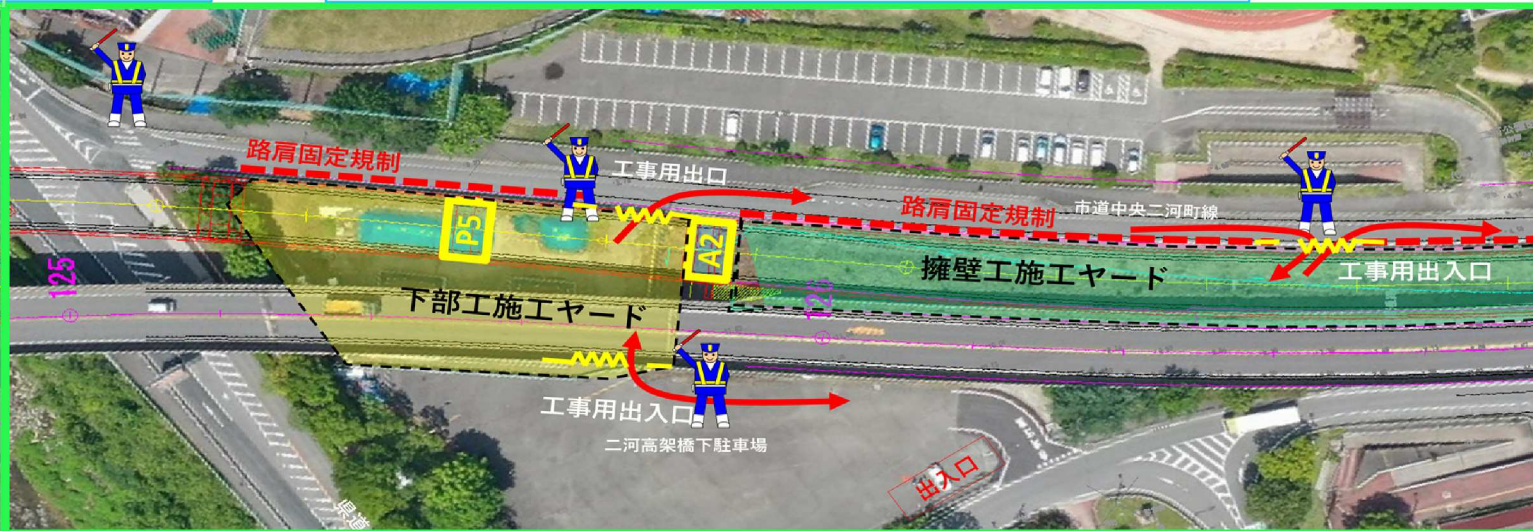 路肩固定規制
工事用出口
P5
A2
路肩固定規制
市道中央二河町線
125
下部工施工ヤード
125
擁壁工施工ヤード
工事用出入口
工事用出入口
二河高架橋下駐車場
出入口
県道